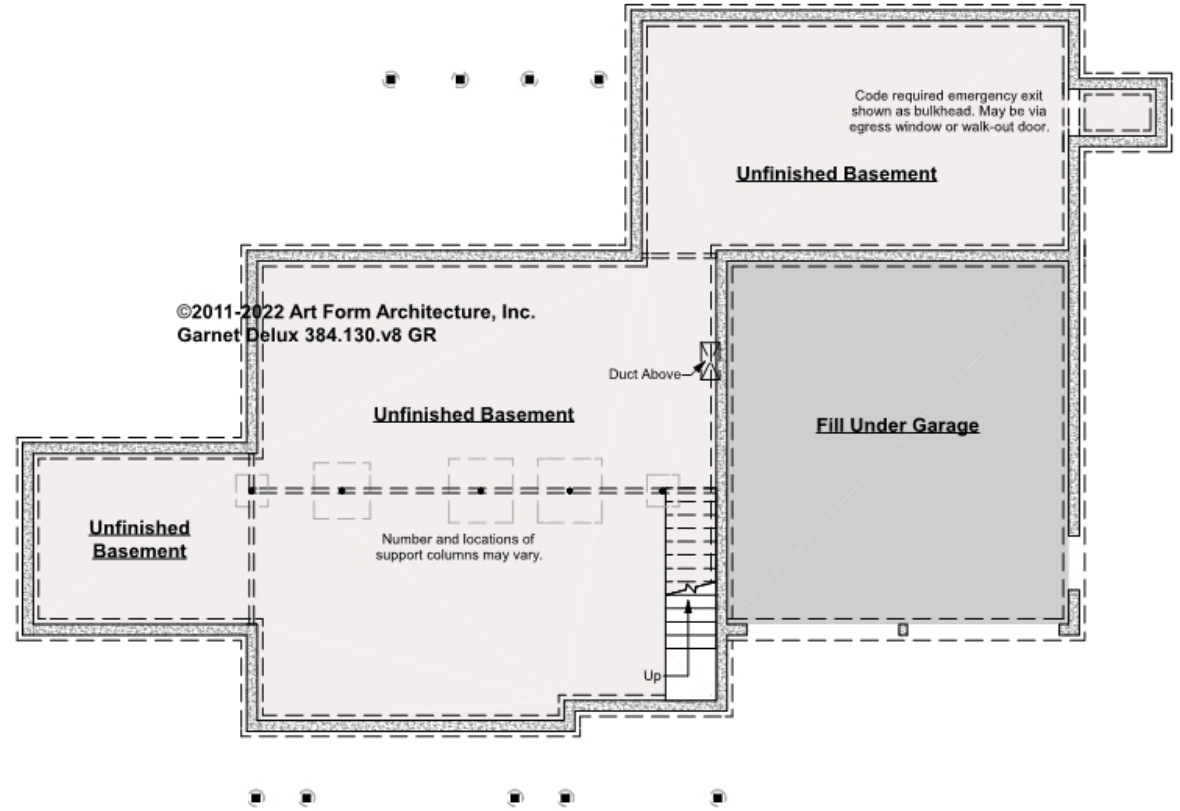 Code required emergency exit
shown as bulkhead. May be via
egress window or walk-out door.
Unfinished Basement
©2011-2022 Art Form Architecture, Inc.
Garnet Delux 384.130.v8 GR
Duct Above
Unfinished Basement
Fill Under Garage
Unfinished
Basement
Number and locations of
support columns may vary.
Up